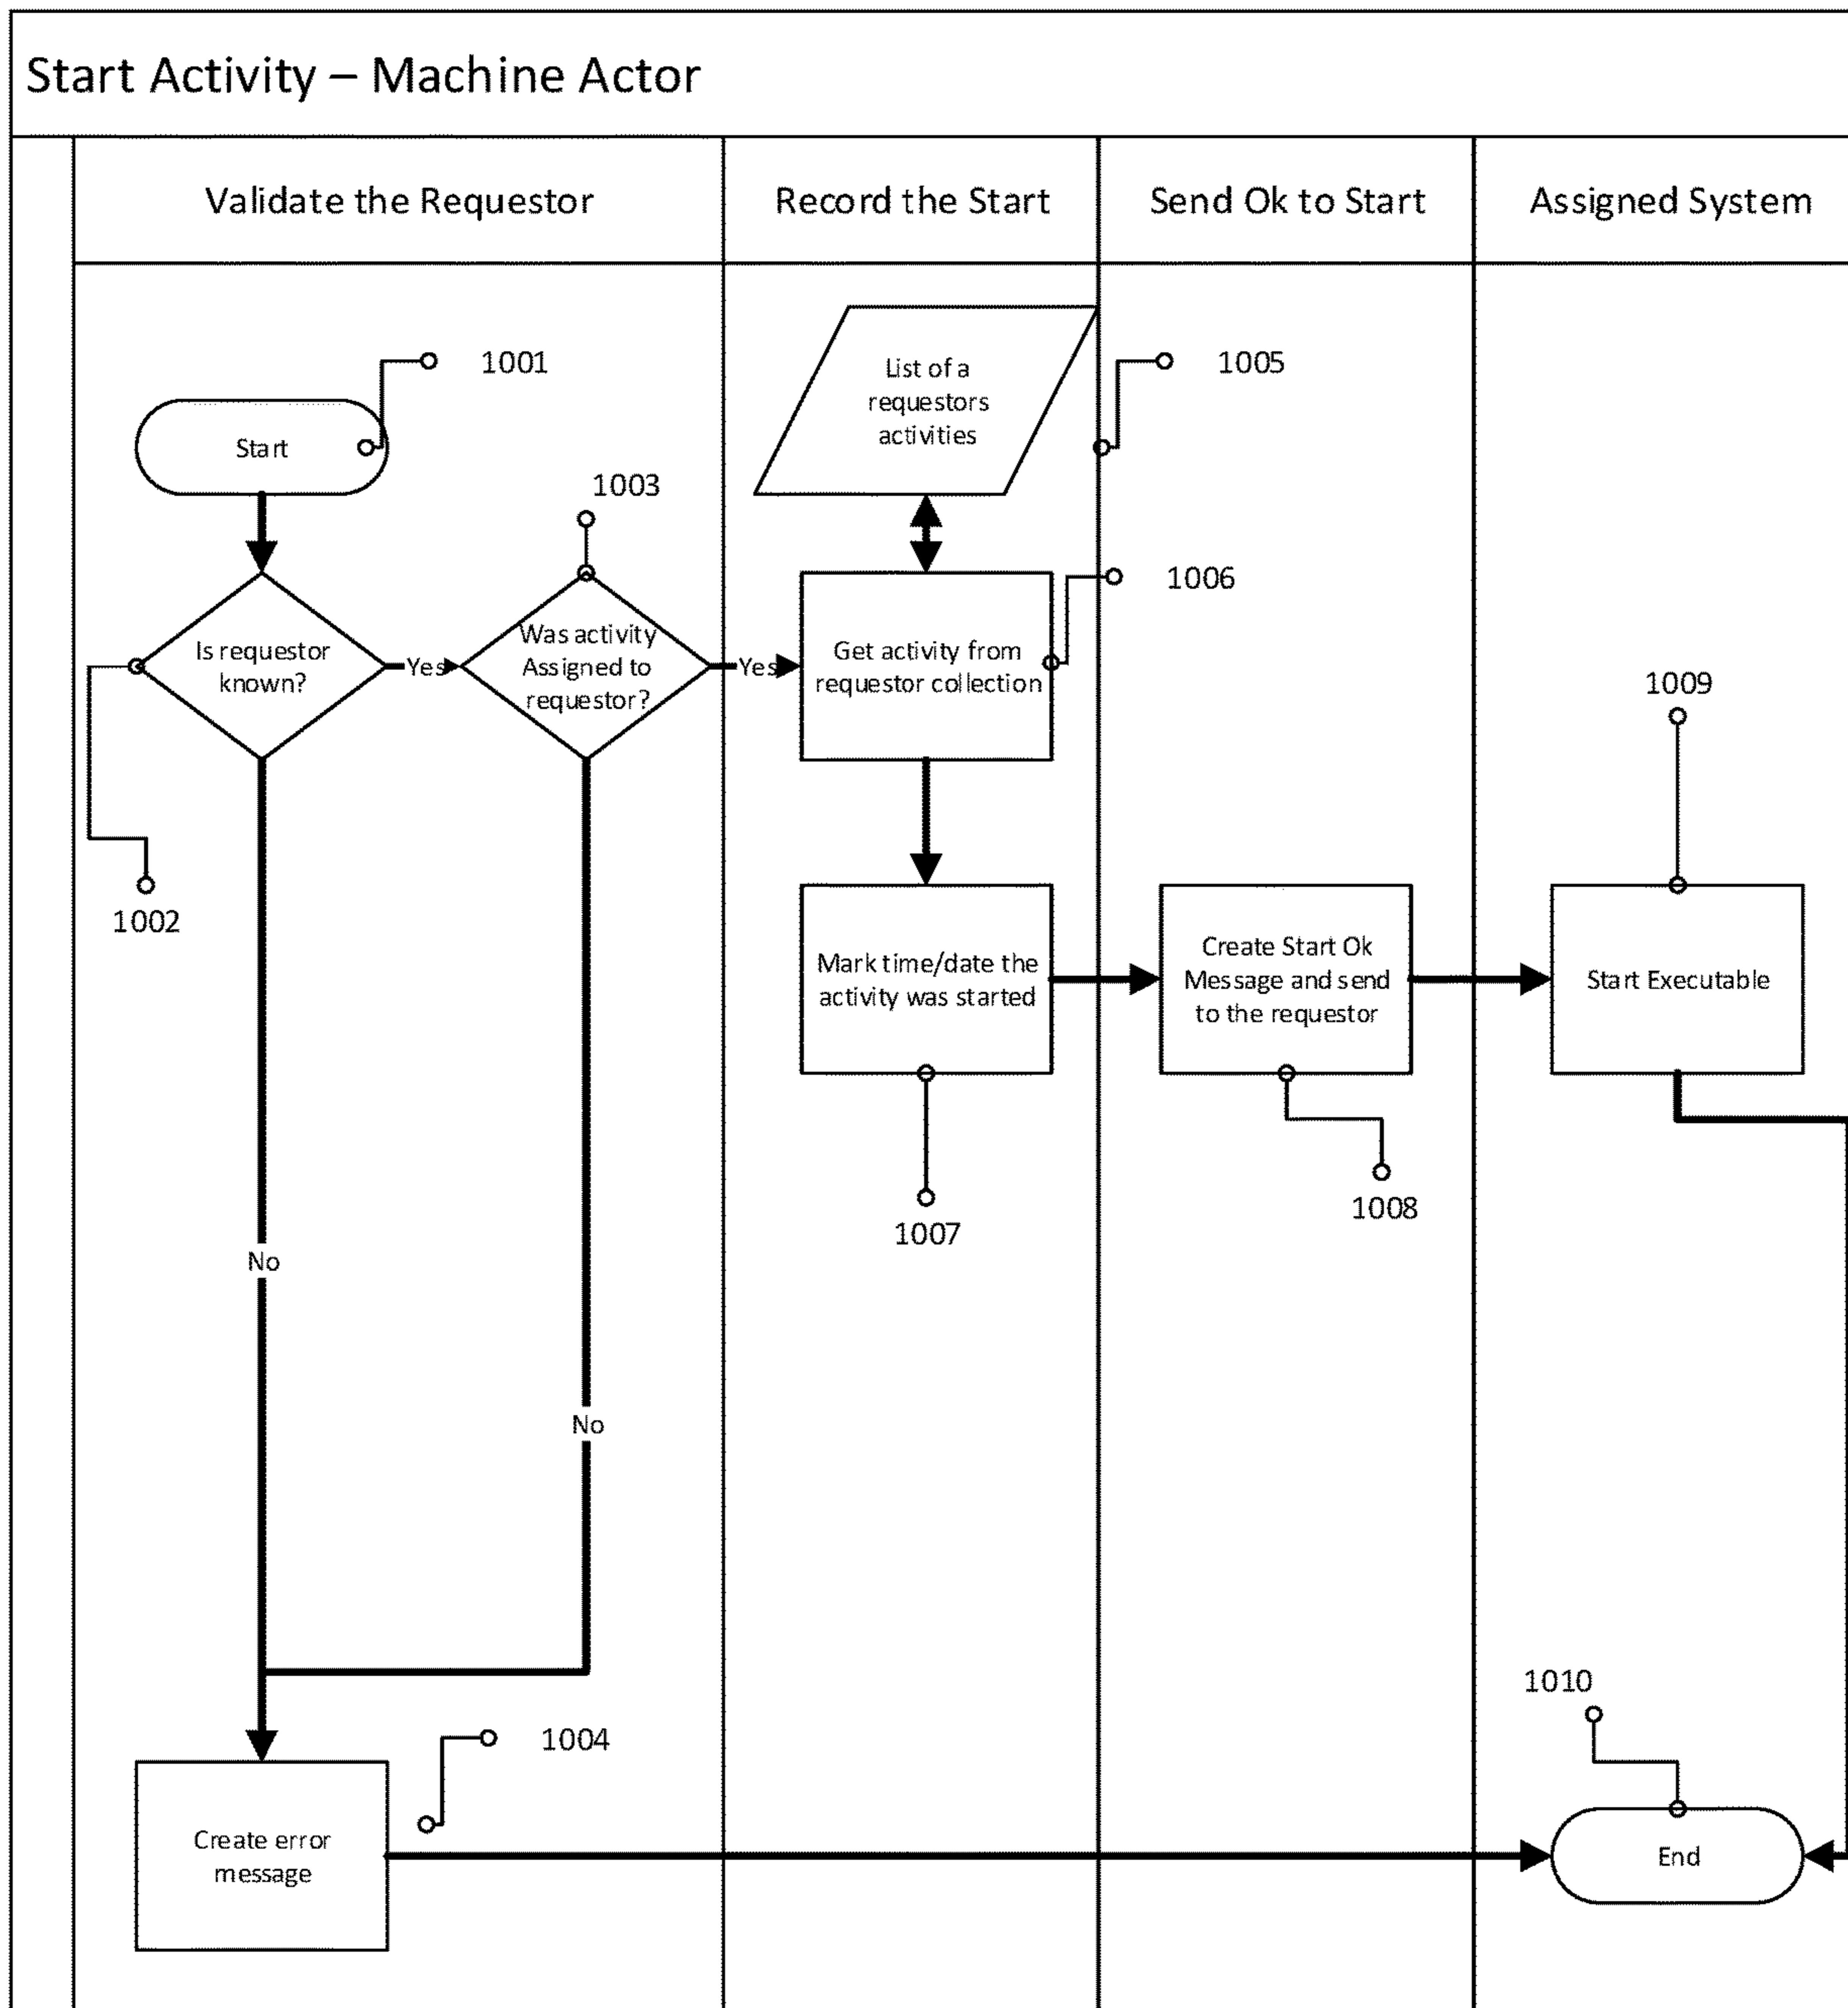 Start Activity – Machine Actor
Validate the Requestor
Record the Start
Send Ok to Start
Assigned System
1001
Start
1002
Is requestor
known?
Yes
No
1003
Was activity
Assigned to
requestor?
Yes
No
1004
Create error
message
1005
List of a
requestors
activities
1006
Get activity from
requestor collection
Mark time/date the
activity was started
1007
Create Start Ok
Message and send
to the requestor
1008
1009
Start Executable
1010
End